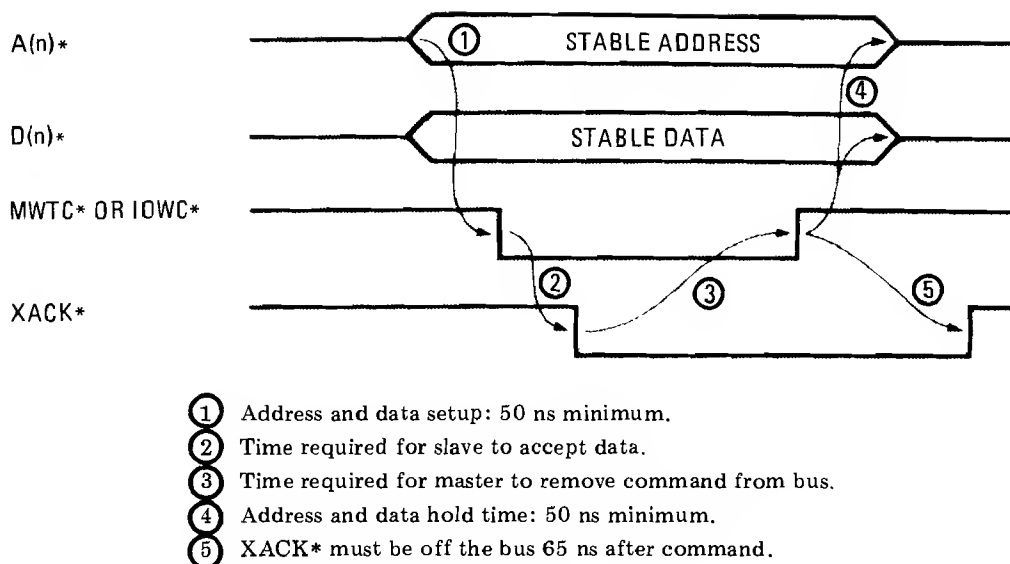 A(n)*
① STABLE ADDRESS
④
D(n)*
STABLE DATA
MWTC* OR IOWC*
②
③
⑤
XACK*
① Address and data setup: 50 ns minimum.
② Time required for slave to accept data.
③ Time required for master to remove command from bus.
④ Address and data hold time: 50 ns minimum.
⑤ XACK* must be off the bus 65 ns after command.